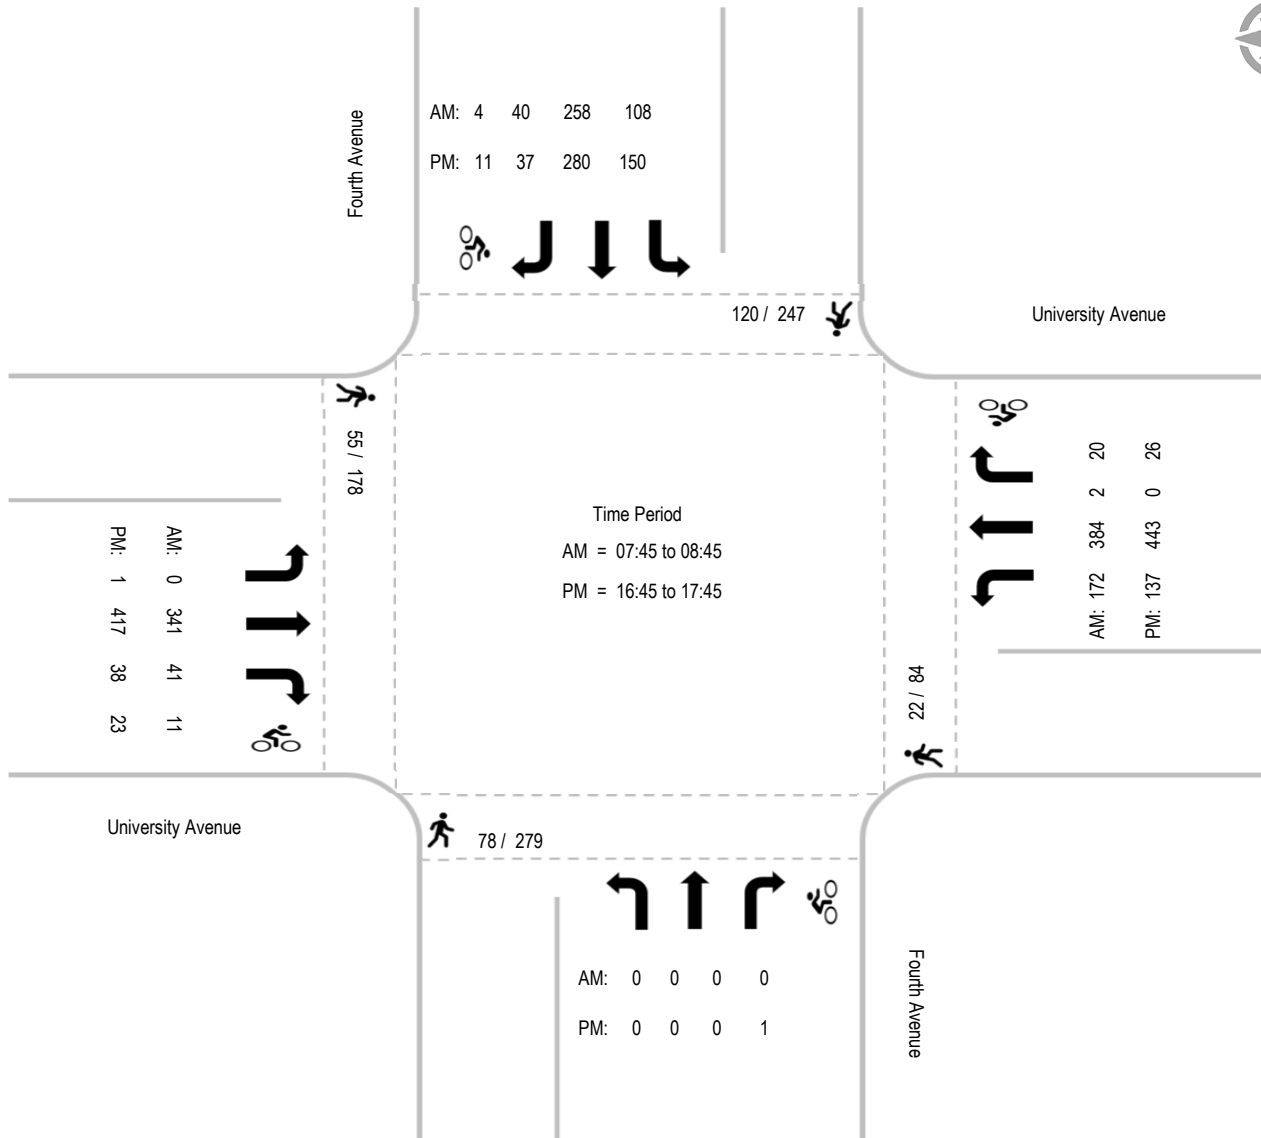 Fourth Avenue
AM: 4 40 258 108
PM: 11 37 280 150
120 / 247
University Avenue
55 / 178
Time Period
AM = 07:45 to 08:45
PM = 16:45 to 17:45
AM: 172 384 2 20
PM: 137 443 0 26
AM: 0 341 41 11
PM: 1 417 38 23
22 / 84
University Avenue
78 / 279
AM: 0 0 0 0
PM: 0 0 0 1
Fourth Avenue